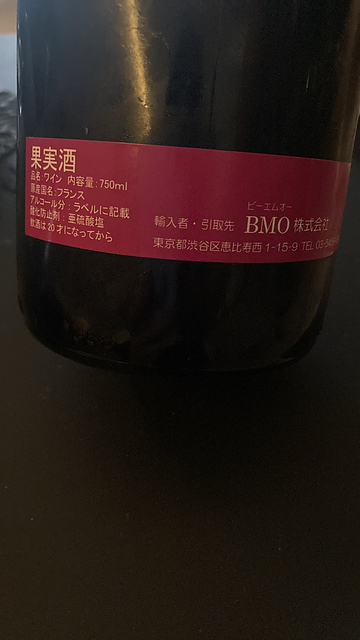 果実酒
品名:ワイン 内容量:750ml
原産国名:フランス
アルコール分:ラベルに記載
酸化防止剤:亜硫酸塩
飲酒は20才になってから
ビーエムオー
輸入者・引取先 BMO 株式会社
東京都渋谷区恵比寿西1-15-9 TEL 03-